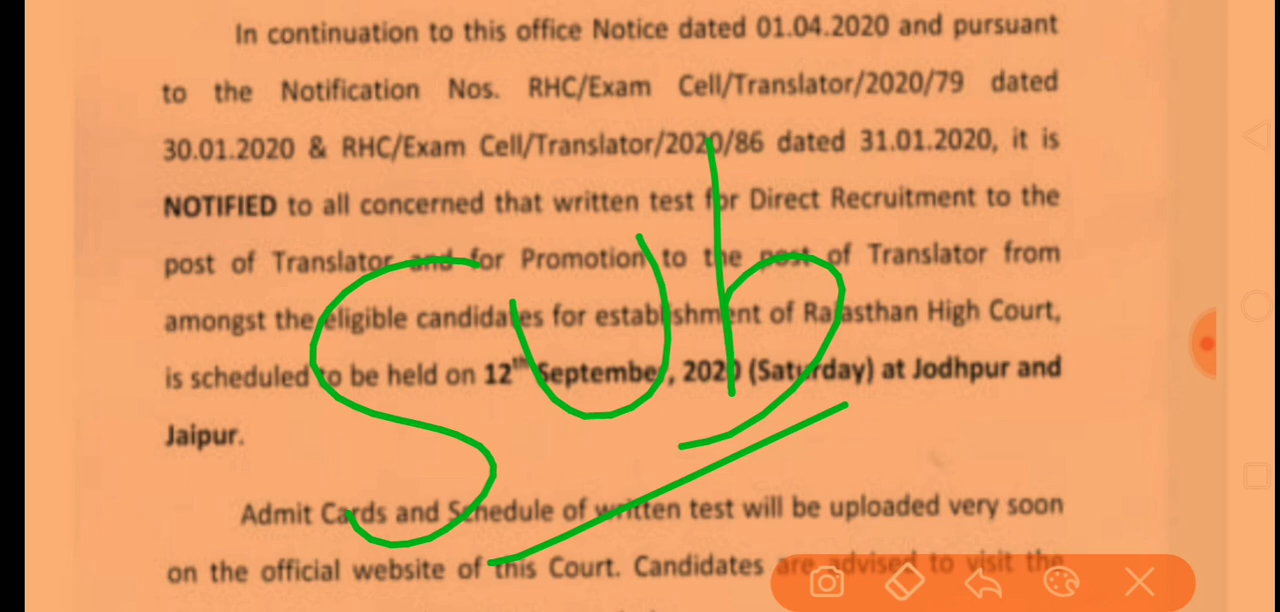 In continuation to this office Notice dated 01.04.2020 and pursuant
to the Notification Nos. RHC/Exam Cell/Translator/2020/79 dated
30.01.2020 & RHC/Exam Cell/Translator/2020/86 dated 31.01.2020, it is
NOTIFIED to all concerned that written test for Direct Recruitment to the
post of Translator and for Promotion to the post of Translator from
amongst the eligible candidates for establishment of Rajasthan High Court,
is scheduled to be held on 12th September, 2020 (Saturday) at Jodhpur and
Jaipur.
Sub
Admit Cards and Schedule of written test will be uploaded very soon
on the official website of this Court. Candidates are advised to visit the